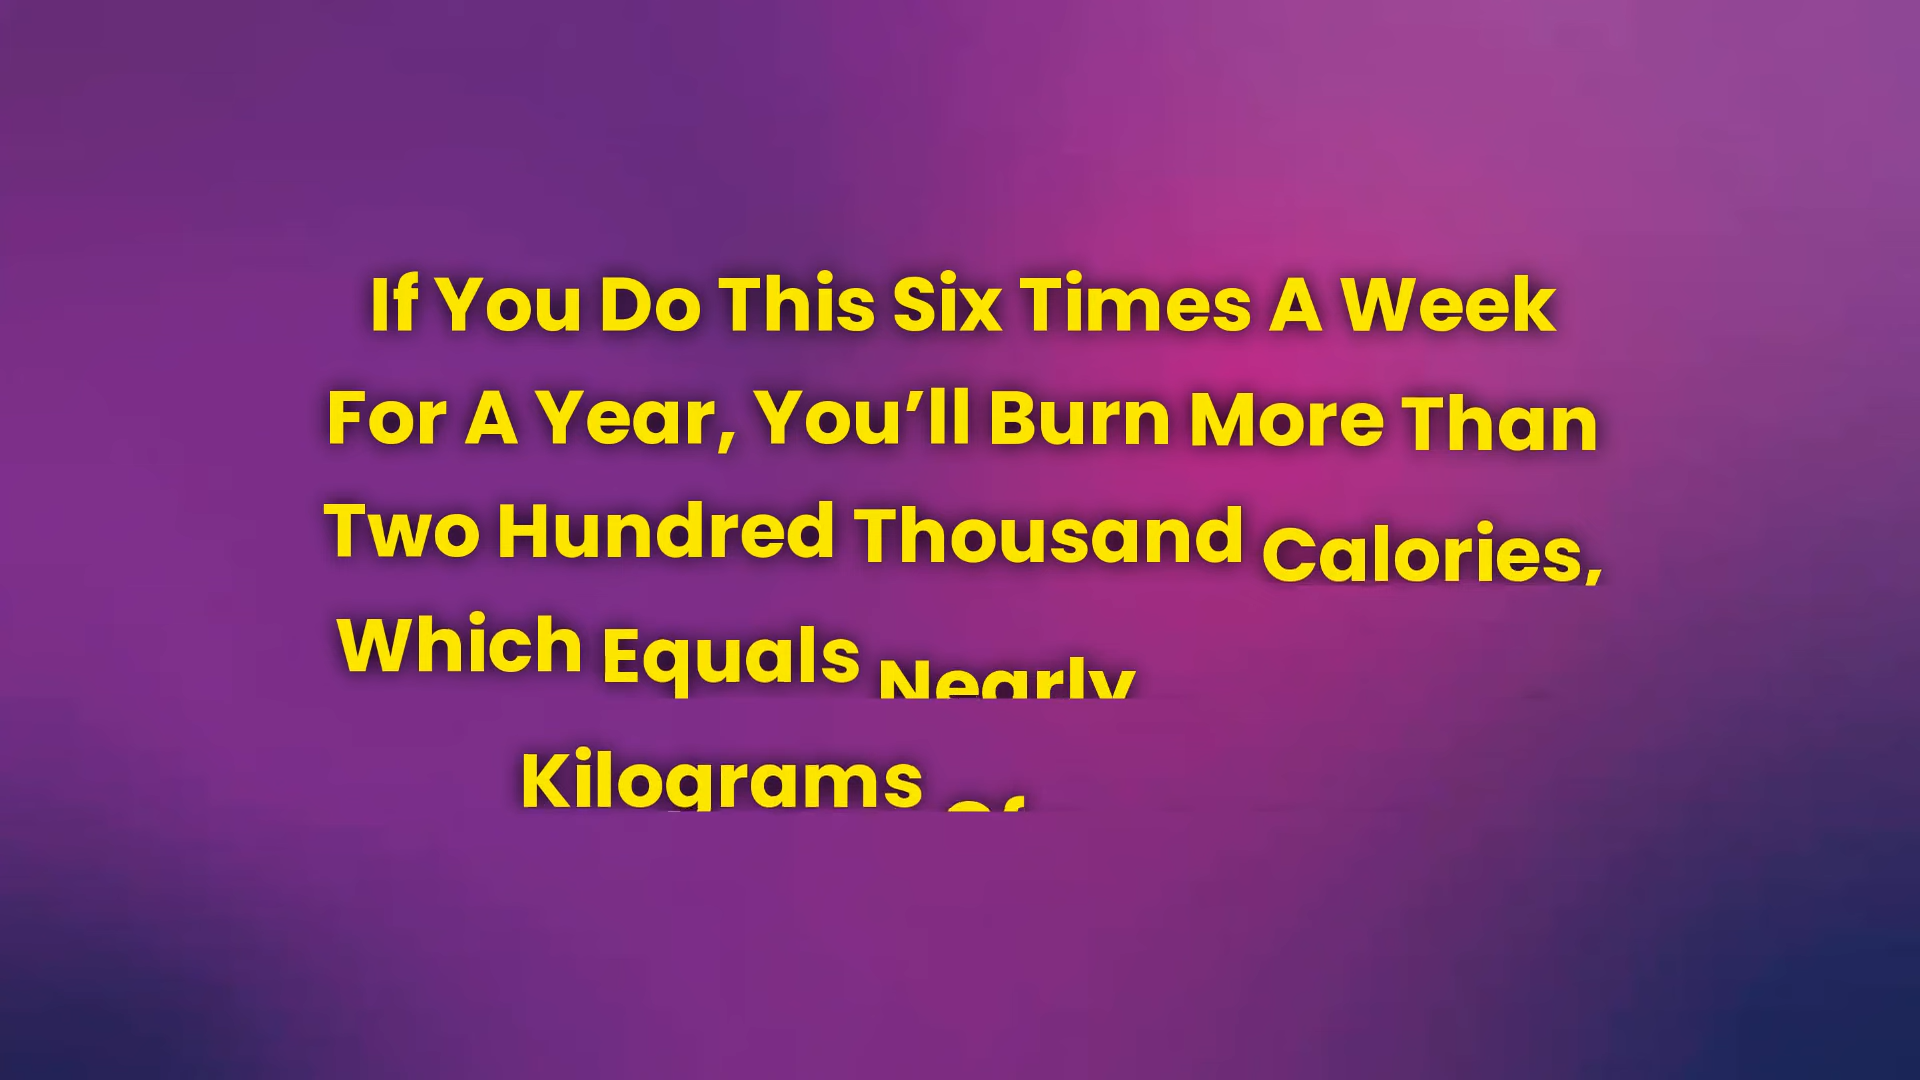 If You Do This Six Times A Week
For A Year, You’ll Burn More Than
Two Hundred Thousand Calories,
Which Equals Nearly
Kilograms Of